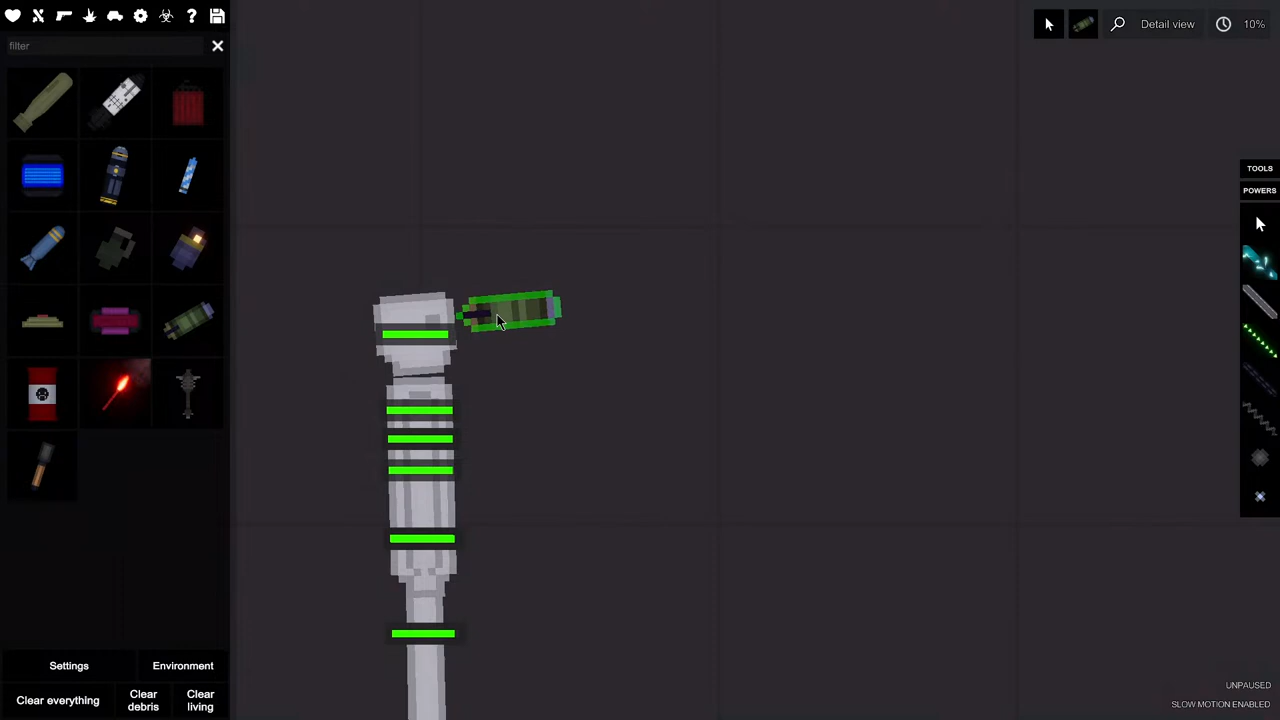 Detail view
10%
filter
TOOLS
POWERS
Settings
Environment
Clear everything
Clear debris
Clear living
UNPAUSED
SLOW MOTION ENABLED